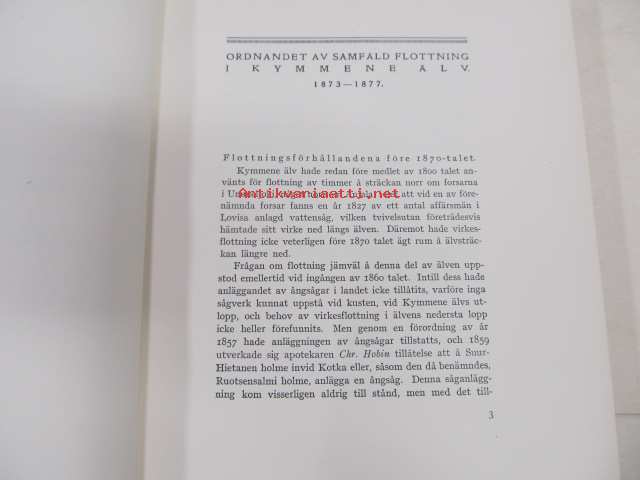 ORDNANDET AV SAMFÄLD FLOTTNING
I KYMMENE ÄLV.
1873—1877.
Flottningsförhållandena före 1870-talet.
Kymmene älv hade redan före medlet av 1800 talet an-
vänts för flottning av timmer å sträckan norr om forsarna
i att vid en av före-
Antikvariaatti.net
nämnda forsar fanns en år 1827 av ett antal affärsmän i
Lovisa anlagd vattensåg, vilken tvivelsutan företrädesvis
hämtade sitt virke ned längs älven. Däremot hade virkes-
flottning icke veterligen före 1870 talet ägt rum å älvsträc-
kan längre ned.
Frågan om flottning jämväl å denna del av älven upp-
stod emellertid vid ingången av 1860 talet. Intill dess hade
anläggandet av ångsågar i landet icke tillåtits, varföre inga
sågverk kunnat uppstå vid kusten, vid Kymmene älvs ut-
lopp, och behov av virkesflottning i älvens nedersta lopp
icke heller förefunnits. Men genom en förordning av år
1857 hade anläggningen av ångsågar tillstatts, och 1859
utverkade sig apotekaren Chr. Hobin tillåtelse att å Snur-
Hietanen holme invid Kotka eller, såsom den då benämndes,
Ruotsensalmi holme, anlägga en ångsåg. Denna såganlägg-
ning kom visserligen aldrig till stånd, men med det till-
3